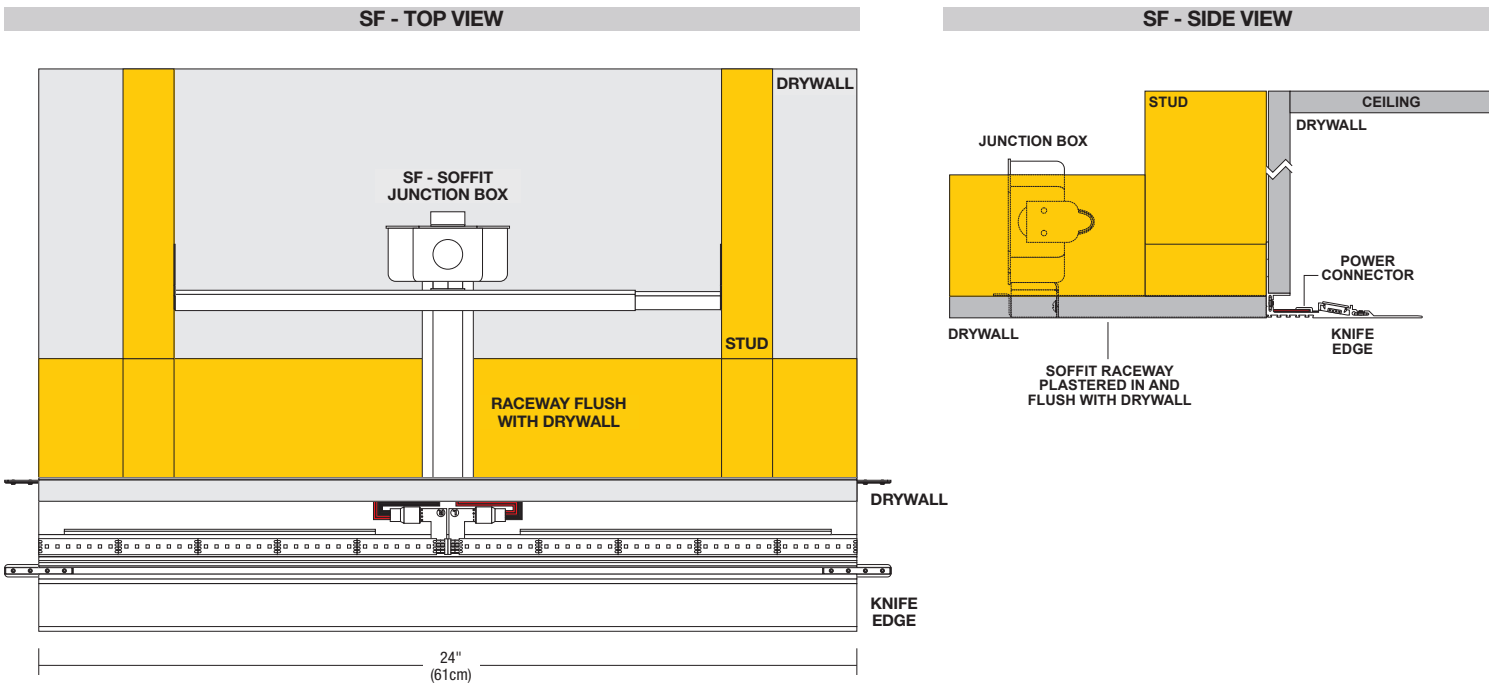 SF - TOP VIEW
DRYWALL
SF - SOFFIT
JUNCTION BOX
STUD
RACEWAY FLUSH
WITH DRYWALL
DRYWALL
KNIFE
EDGE
24"
(61cm)
SF - SIDE VIEW
STUD
CEILING
DRYWALL
JUNCTION BOX
POWER
CONNECTOR
DRYWALL
KNIFE
EDGE
SOFFIT RACEWAY
PLASTERED IN AND
FLUSH WITH DRYWALL